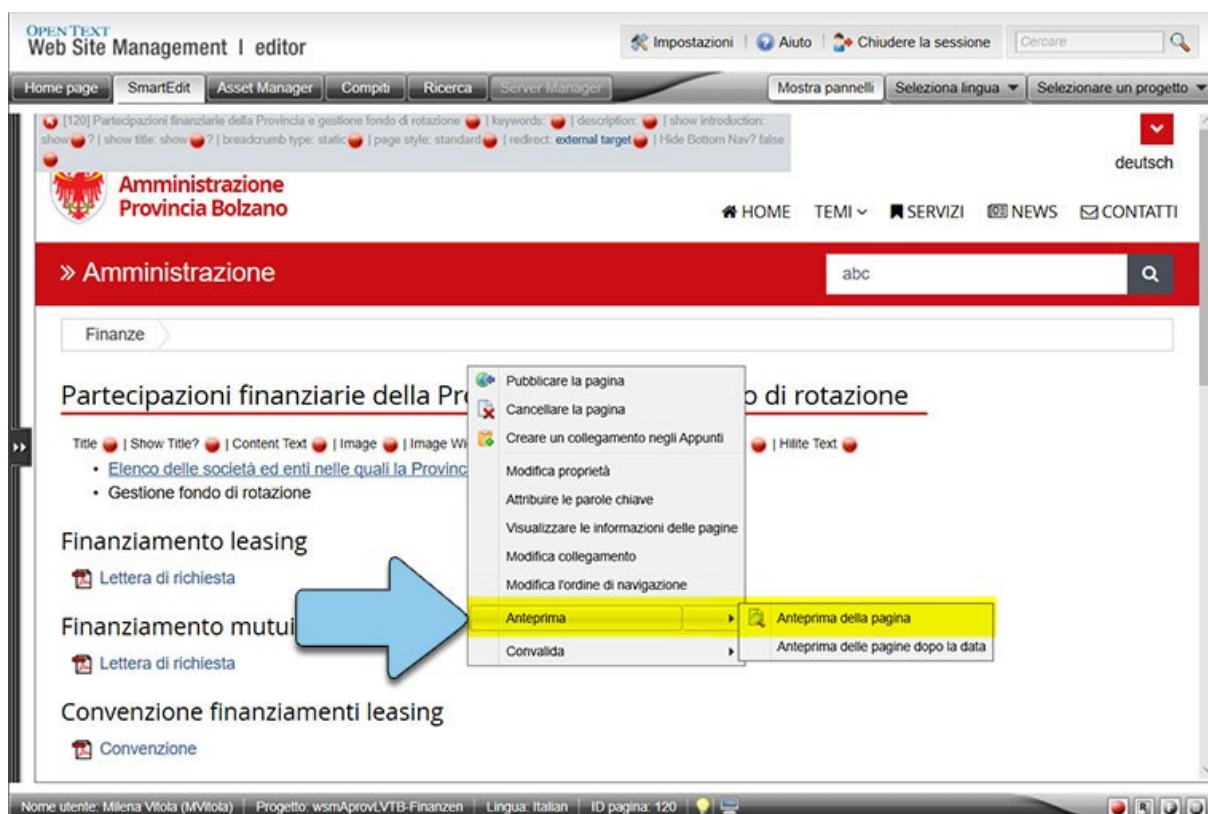 OPENTEXT
Web Site Management | editor
Impostazioni | Aiuto | Chiudere la sessione
Cercare
Home page SmartEdit Asset Manager Compiti Ricerca Server Manager Mostra pannelli Seleziona lingua Selezionare un progetto
[120] Partecipazioni finanziarie della Provincia e gestione fondo di rotazione | keywords: | description: | show introduction:
show ? | show title: show ? | breadcrumb type: static | page style: standard | redirect: external target | Hide Bottom Nav? false
deutsch
Amministrazione
Provincia Bolzano
HOME TEMI SERVIZI NEWS CONTATTI
» Amministrazione
abc
Finanze
Partecipazioni finanziarie della Pro
o di rotazione
Title | Show Title? | Content Text | Image | Image Wi
| Hilite Text
• Elenco delle società ed enti nelle quali la Provinc
• Gestione fondo di rotazione
Finanziamento leasing
Lettera di richiesta
Finanziamento mutui
Lettera di richiesta
Convenzione finanziamenti leasing
Convenzione
Pubblicare la pagina
Cancellare la pagina
Creare un collegamento negli Appunti
Modifica proprietà
Attribuire le parole chiave
Visualizzare le informazioni delle pagine
Modifica collegamento
Modifica l'ordine di navigazione
Anteprima
Convalida
Anteprima della pagina
Anteprima delle pagine dopo la data
Nome utente: Milena Vitola (MVitola) | Progetto: wsmAprovLVTB-Finanzen | Lingua: Italian | ID pagina: 120
R